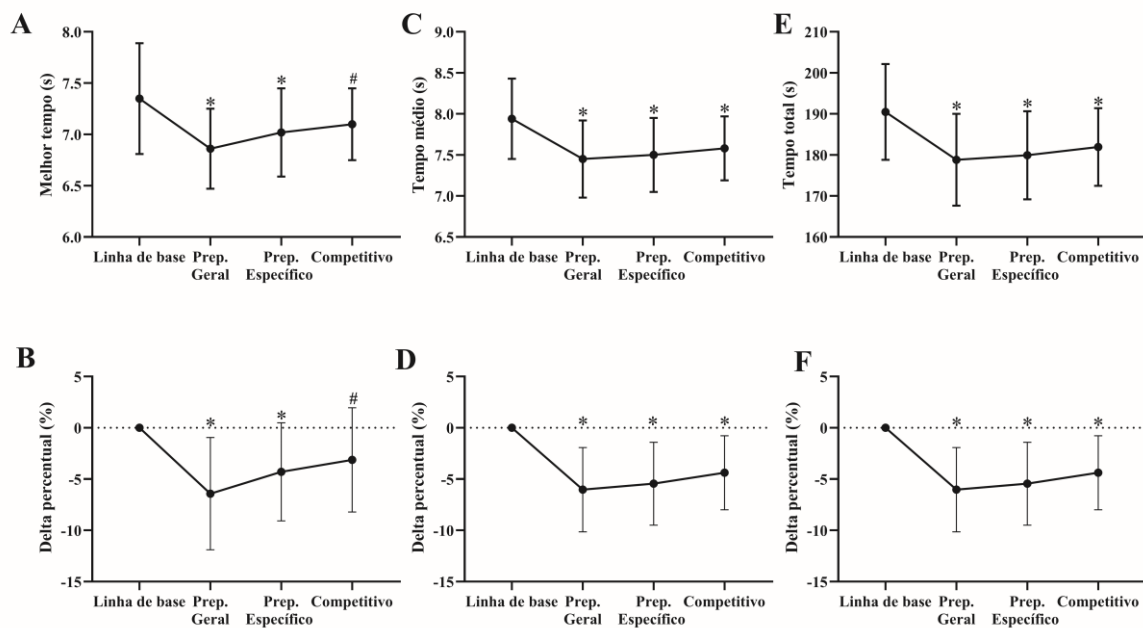 A
Melhor tempo (s)
8.0
7.5
7.0
6.5
6.0
* * #
Linha de base Prep. Prep. Competitivo
Geral Específico
C
Tempo médio (s)
9.0
8.5
8.0
7.5
7.0
6.5
* * *
Linha de base Prep. Prep. Competitivo
Geral Específico
E
Tempo total (s)
210
200
190
180
170
160
* * *
Linha de base Prep. Prep. Competitivo
Geral Específico
B
Delta percentual (%)
5
0
-5
-10
-15
* * #
Linha de base Prep. Prep. Competitivo
Geral Específico
D
Delta percentual (%)
5
0
-5
-10
-15
* * *
Linha de base Prep. Prep. Competitivo
Geral Específico
F
Delta percentual (%)
5
0
-5
-10
-15
* * *
Linha de base Prep. Prep. Competitivo
Geral Específico